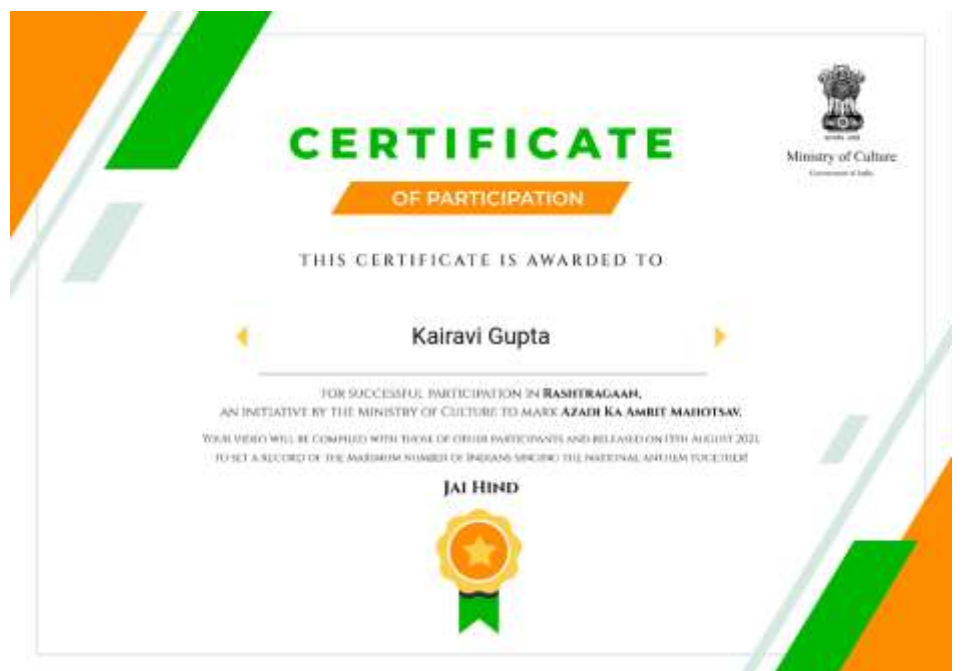 CERTIFICATE
OF PARTICIPATION
Ministry of Culture
Government of India
THIS CERTIFICATE IS AWARDED TO
Kairavi Gupta
FOR SUCCESSFUL PARTICIPATION IN RASHTRAGAAN,
AN INITIATIVE BY THE MINISTRY OF CULTURE TO MARK AZADI KA AMRIT MAHOTSAV.
YOUR VIDEO WILL BE COMPILED WITH THOSE OF OTHER PARTICIPANTS AND RELEASED ON 15TH AUGUST 2021,
TO SET A RECORD OF THE MAXIMUM NUMBER OF INDIANS SINGING THE NATIONAL ANTHEM TOGETHER!
JAI HIND